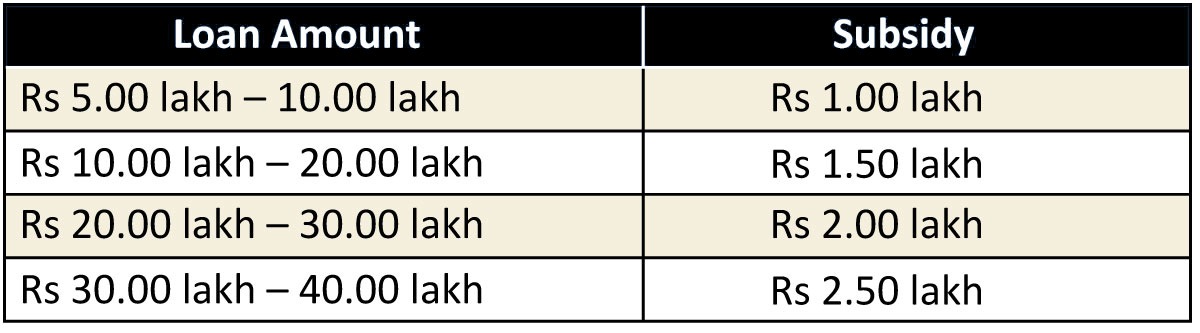 Loan Amount Subsidy
Rs 5.00 lakh – 10.00 lakh Rs 1.00 lakh
Rs 10.00 lakh – 20.00 lakh Rs 1.50 lakh
Rs 20.00 lakh – 30.00 lakh Rs 2.00 lakh
Rs 30.00 lakh – 40.00 lakh Rs 2.50 lakh